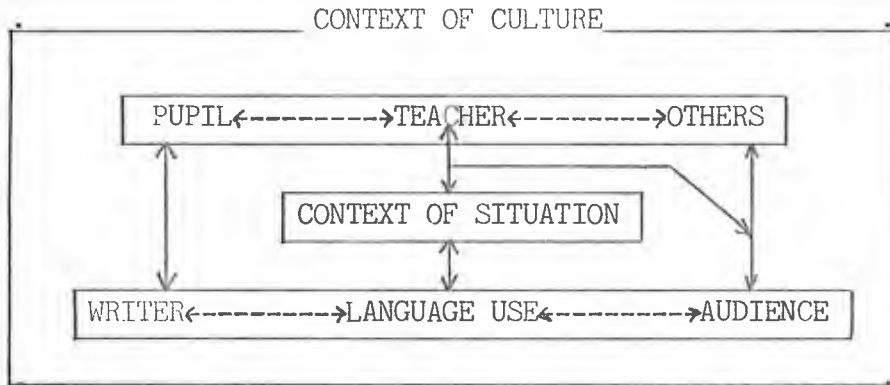 CONTEXT OF CULTURE
PUPIL<--------->TEACHER<--------->OTHERS
CONTEXT OF SITUATION
WRITER<--------->LANGUAGE USE<--------->AUDIENCE